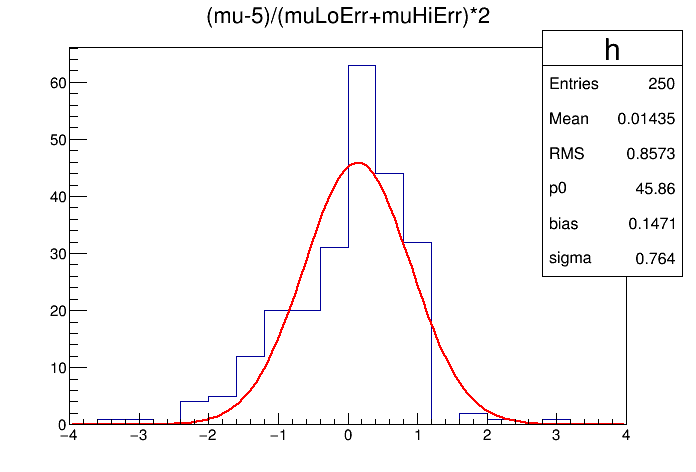 (mu-5)/(muLoErr+muHiErr)*2
h
Entries 250
Mean 0.01435
RMS 0.8573
p0 45.86
bias 0.1471
sigma 0.764
60
50
40
30
20
10
0
−4 −3 −2 −1 0 1 2 3 4